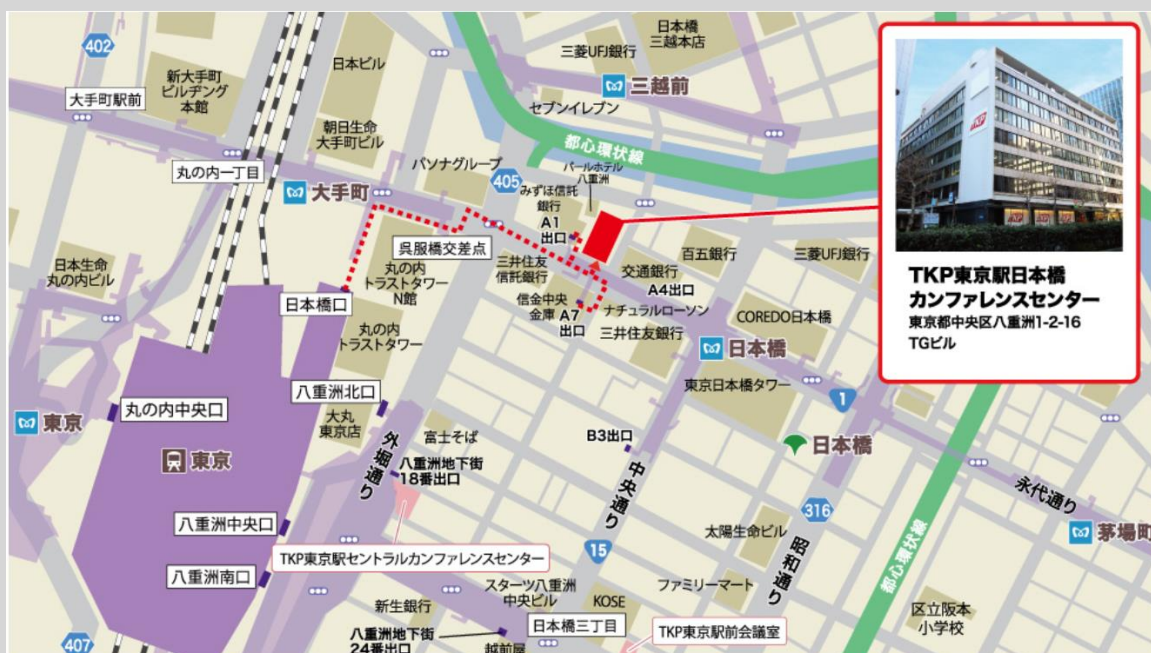 402
新大手町
ビルヂング
本館
大手町駅前
日本ビル
朝日生命
大手町ビル
丸の内一丁目
大手町
パソナグループ
405
三菱UFJ銀行
日本橋
三越本店
三越前
セブンイレブン
都心環状線
パールホテル
八重洲
みずほ信託
銀行
A1
出口
呉服橋交差点
三井住友
信託銀行
信金中央
金庫
A7
出口
交通銀行
A4出口
百五銀行
三菱UFJ銀行
ナチュラルローソン
三井住友銀行
COREDO日本橋
日本橋
東京日本橋タワー
1
日本橋
TKP
TKP東京駅日本橋
カンファレンスセンター
東京都中央区八重洲1-2-16
TGビル
日本生命
丸の内ビル
日本橋口
丸の内
トラストタワー
N館
丸の内
トラストタワー
八重洲北口
大丸
東京店
丸の内中央口
東京
東京
外堀通り
富士そば
八重洲地下街
18番出口
B3出口
中央通り
15
八重洲中央口
八重洲南口
TKP東京駅セントラルカンファレンスセンター
新生銀行
八重洲地下街
24番出口
スターツ八重洲
中央ビル
KOSE
日本橋三丁目
越前屋
TKP東京駅前会議室
ファミリーマート
太陽生命ビル
昭和通り
316
都心環状線
永代通り
茅場町
区立阪本
小学校
407